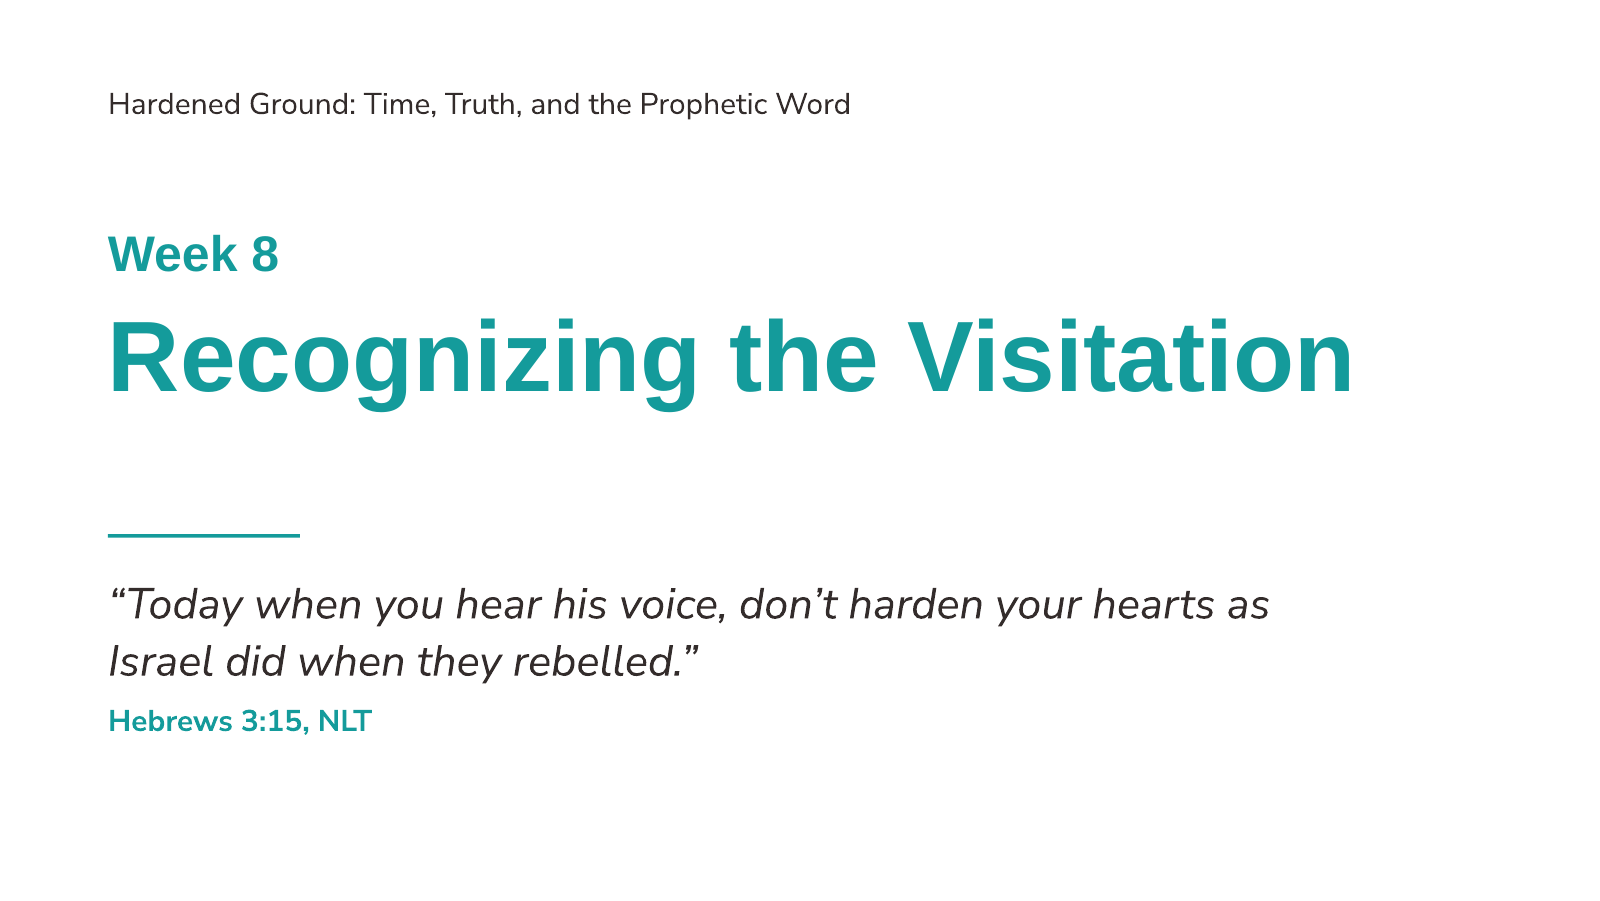 Hardened Ground: Time, Truth, and the Prophetic Word
Week 8
Recognizing the Visitation
“Today when you hear his voice, don’t harden your hearts as
Israel did when they rebelled.”
Hebrews 3:15, NLT